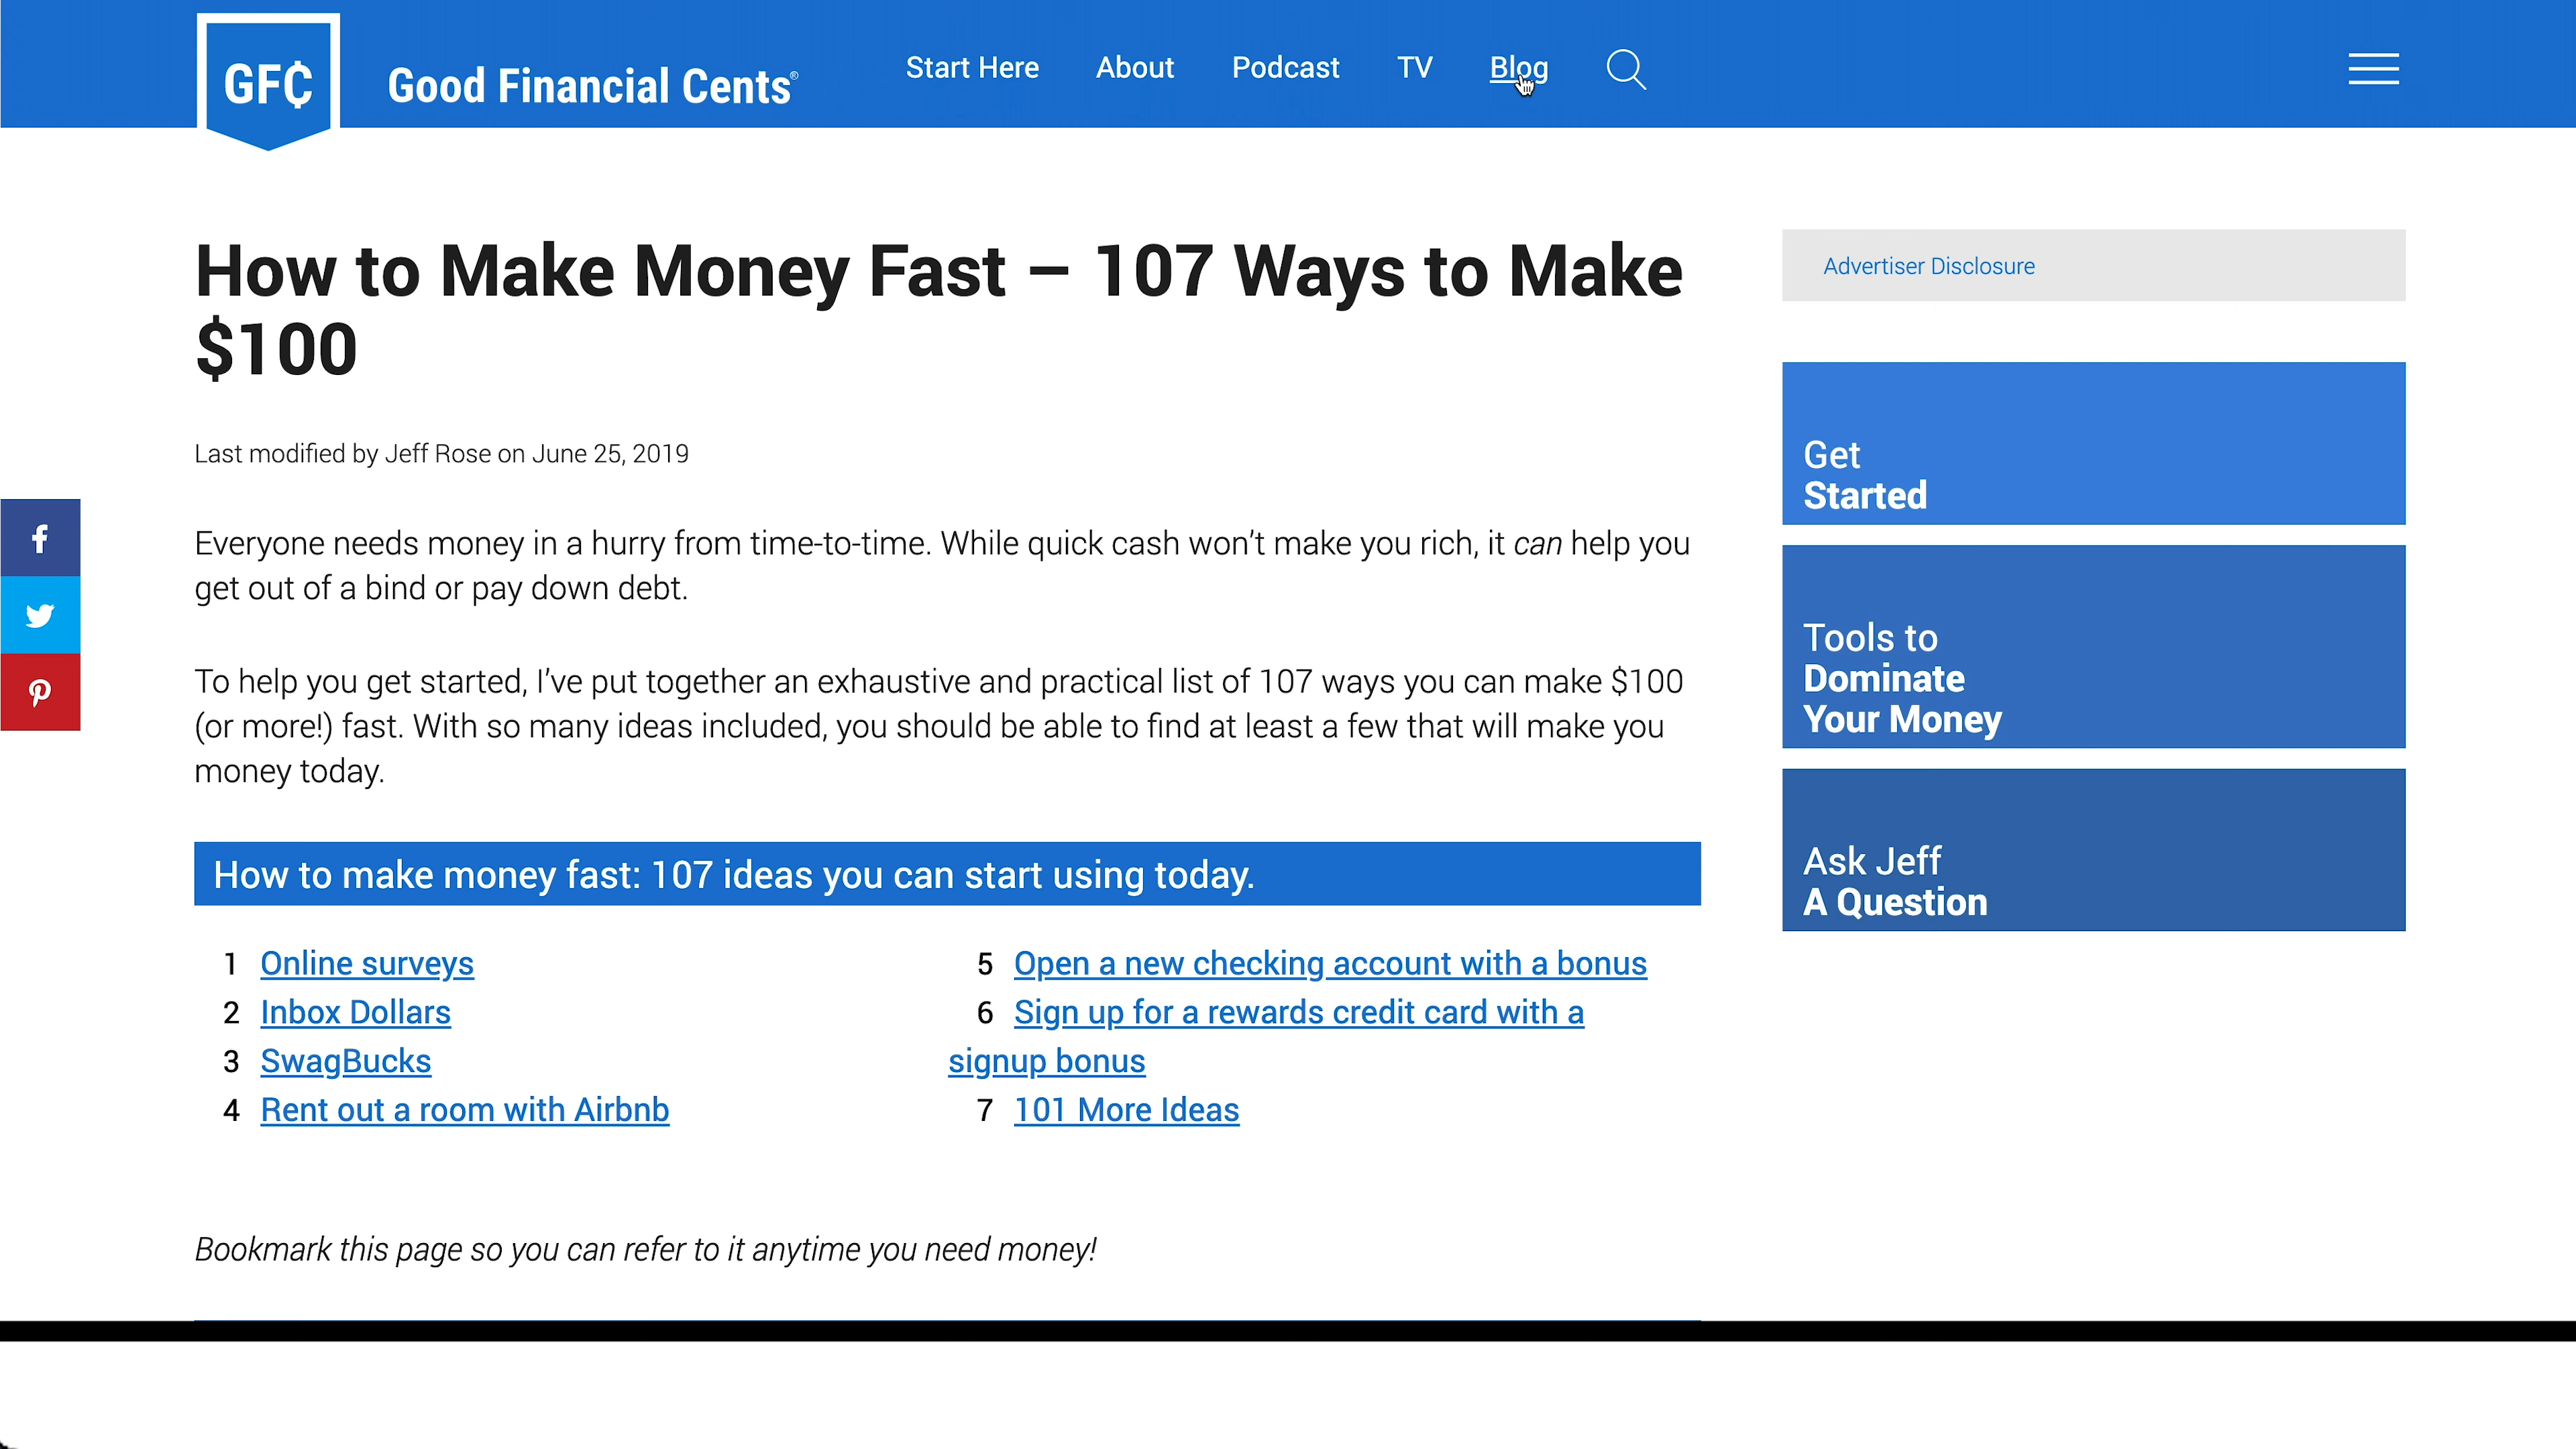 GF₵
Good Financial Cents®
Start Here
About
Podcast
TV
Blog
How to Make Money Fast – 107 Ways to Make
$100
Last modified by Jeff Rose on June 25, 2019
Everyone needs money in a hurry from time-to-time. While quick cash won’t make you rich, it can help you
get out of a bind or pay down debt.
To help you get started, I’ve put together an exhaustive and practical list of 107 ways you can make $100
(or more!) fast. With so many ideas included, you should be able to find at least a few that will make you
money today.
How to make money fast: 107 ideas you can start using today.
1 Online surveys
2 Inbox Dollars
3 SwagBucks
4 Rent out a room with Airbnb
5 Open a new checking account with a bonus
6 Sign up for a rewards credit card with a
signup bonus
7 101 More Ideas
Bookmark this page so you can refer to it anytime you need money!
Advertiser Disclosure
Get
Started
Tools to
Dominate
Your Money
Ask Jeff
A Question